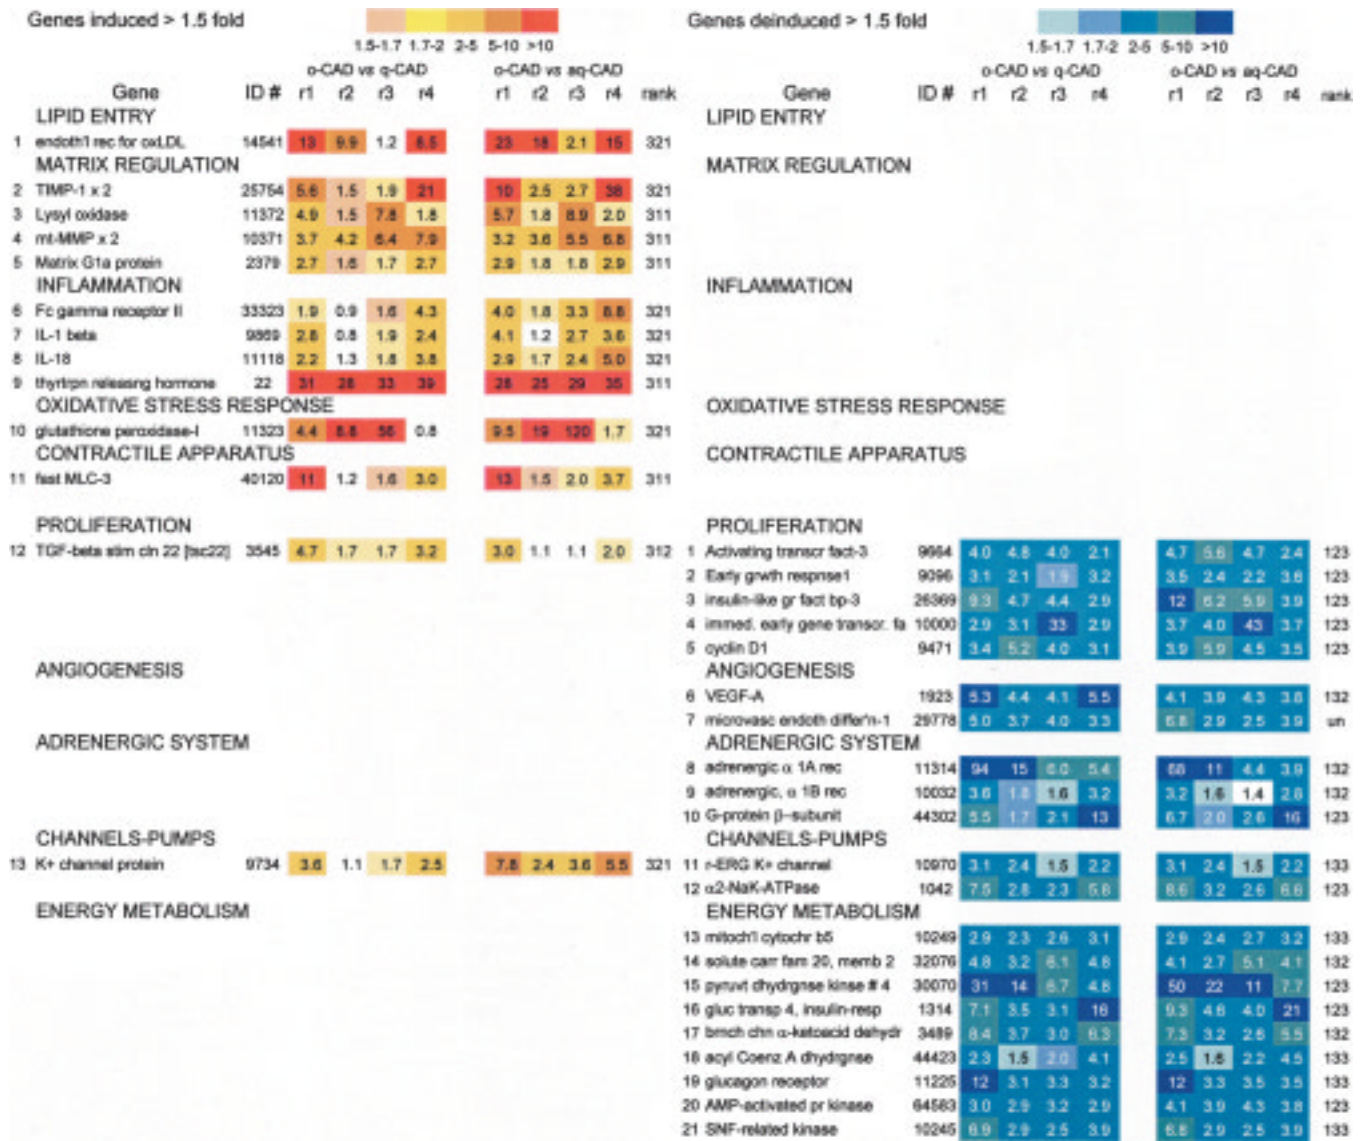 Genes induced > 1.5 fold
1.5-1.7 1.7-2 2-5 5-10 >10
o-CAD vs q-CAD o-CAD vs aq-CAD
Gene ID # r1 r2 r3 r4 r1 r2 r3 r4 rank
LIPID ENTRY
1 endoth'l rec for oxLDL 14541 13 9.9 1.2 8.5 23 18 2.1 15 321
MATRIX REGULATION
2 TIMP-1 x 2 25754 5.6 1.5 1.9 21 10 2.5 2.7 38 321
3 Lysyl oxidase 11372 4.9 1.5 7.8 1.8 5.7 1.8 8.9 2.0 311
4 mt-MMP x 2 10371 3.7 4.2 6.4 7.9 3.2 3.6 5.5 6.8 311
5 Matrix G1a protein 2379 2.7 1.6 1.7 2.7 2.9 1.8 1.8 2.9 311
INFLAMMATION
6 Fc gamma receptor II 33323 1.9 0.9 1.6 4.3 4.0 1.8 3.3 8.8 321
7 IL-1 beta 9869 2.8 0.8 1.9 2.4 4.1 1.2 2.7 3.6 321
8 IL-18 11118 2.2 1.3 1.8 3.8 2.9 1.7 2.4 5.0 321
9 thyrtrpn releasng hormone 22 31 28 33 39 28 25 29 35 311
OXIDATIVE STRESS RESPONSE
10 glutathione peroxidase-I 11323 4.4 8.8 56 0.8 9.5 19 120 1.7 321
CONTRACTILE APPARATUS
11 fast MLC-3 40120 11 1.2 1.6 3.0 13 1.5 2.0 3.7 311
PROLIFERATION
12 TGF-beta stim cln 22 [tsc22] 3545 4.7 1.7 1.7 3.2 3.0 1.1 1.1 2.0 312
ANGIOGENESIS
ADRENERGIC SYSTEM
CHANNELS-PUMPS
13 K+ channel protein 9734 3.6 1.1 1.7 2.5 7.8 2.4 3.6 5.5 321
ENERGY METABOLISM
Genes deinduced > 1.5 fold
1.5-1.7 1.7-2 2-5 5-10 >10
o-CAD vs q-CAD o-CAD vs aq-CAD
Gene ID # r1 r2 r3 r4 r1 r2 r3 r4 rank
LIPID ENTRY
MATRIX REGULATION
INFLAMMATION
OXIDATIVE STRESS RESPONSE
CONTRACTILE APPARATUS
PROLIFERATION
1 Activating transcr fact-3 9664 4.0 4.8 4.0 2.1 4.7 5.6 4.7 2.4 123
2 Early grwth respnse1 9096 3.1 2.1 1.9 3.2 3.5 2.4 2.2 3.6 123
3 insulin-like gr fact bp-3 26369 9.3 4.7 4.4 2.9 12 6.2 5.9 3.9 123
4 immed. early gene transcr. fa 10000 2.9 3.1 33 2.9 3.7 4.0 43 3.7 123
5 cyclin D1 9471 3.4 5.2 4.0 3.1 3.9 5.9 4.5 3.5 123
ANGIOGENESIS
6 VEGF-A 1923 5.3 4.4 4.1 5.5 4.1 3.9 4.3 3.8 132
7 microvasc endoth differ'n-1 29778 5.0 3.7 4.0 3.3 6.8 2.9 2.5 3.9 un
ADRENERGIC SYSTEM
8 adrenergic α 1A rec 11314 94 15 6.0 5.4 68 11 4.4 3.9 132
9 adrenergic, α 1B rec 10032 3.6 1.8 1.6 3.2 3.2 1.6 1.4 2.8 132
10 G-protein β-subunit 44302 5.5 1.7 2.1 13 6.7 2.0 2.6 16 123
CHANNELS-PUMPS
11 r-ERG K+ channel 10970 3.1 2.4 1.5 2.2 3.1 2.4 1.5 2.2 133
12 α2-NaK-ATPase 1042 7.5 2.8 2.3 5.8 8.6 3.2 2.6 6.6 123
ENERGY METABOLISM
13 mitoch'l cytochr b5 10249 2.9 2.3 2.6 3.1 2.9 2.4 2.7 3.2 133
14 solute carr fam 20, memb 2 32076 4.8 3.2 6.1 4.8 4.1 2.7 5.1 4.1 132
15 pyruvt dhydrgnse kinse # 4 30070 31 14 6.7 4.8 50 22 11 7.7 123
16 gluc transp 4, insulin-resp 1314 7.1 3.5 3.1 16 9.3 4.6 4.0 21 123
17 brnch chn α-ketoacid dehydr 3489 8.4 3.7 3.0 6.3 7.3 3.2 2.6 5.5 132
18 acyl Coenz A dhydrgnse 44423 2.3 1.5 2.0 4.1 2.5 1.6 2.2 4.5 133
19 glucagon receptor 11225 12 3.1 3.3 3.2 12 3.3 3.5 3.5 133
20 AMP-activated pr kinase 64583 3.0 2.9 3.2 2.9 4.1 3.9 4.3 3.8 123
21 SNF-related kinase 10245 6.9 2.9 2.5 3.9 6.8 2.9 2.5 3.9 133